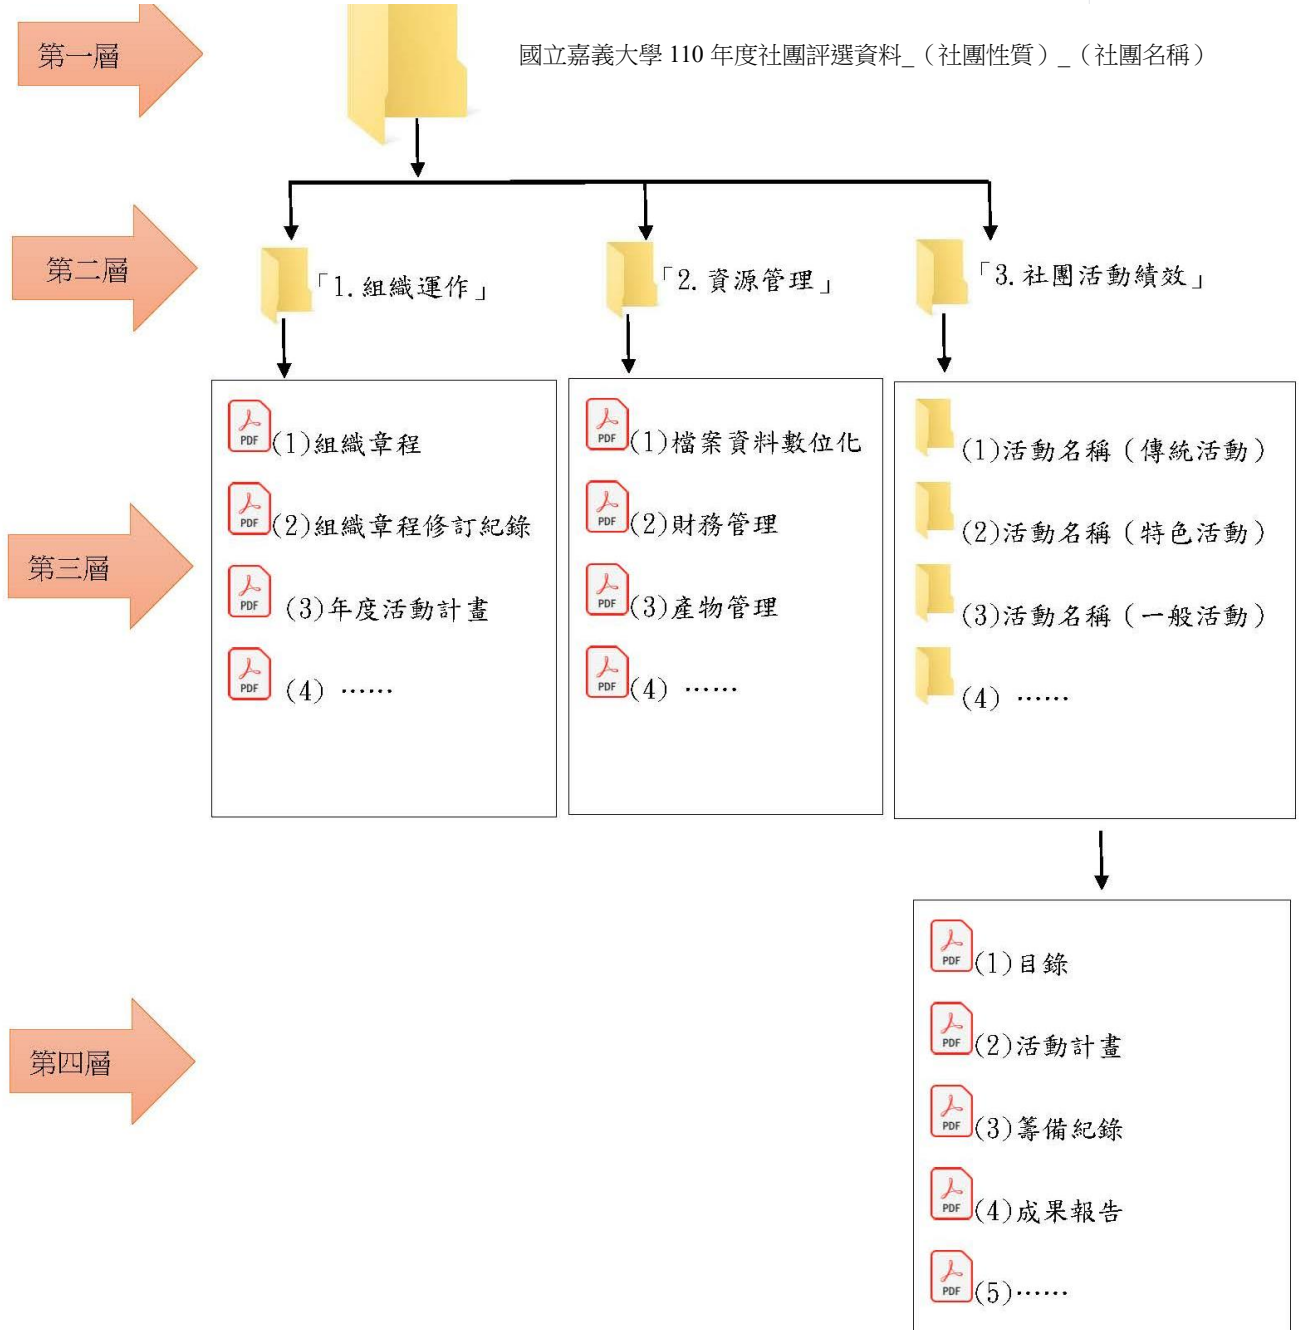 第一層
國立嘉義大學 110 年度社團評選資料_（社團性質）_（社團名稱）
第二層
「1.組織運作」
「2.資源管理」
「3.社團活動績效」
第三層
PDF (1)組織章程
PDF (2)組織章程修訂紀錄
PDF (3)年度活動計畫
PDF (4) ……
PDF (1)檔案資料數位化
PDF (2)財務管理
PDF (3)產物管理
PDF (4) ……
(1)活動名稱（傳統活動）
(2)活動名稱（特色活動）
(3)活動名稱（一般活動）
(4) ……
第四層
PDF (1)目錄
PDF (2)活動計畫
PDF (3)籌備紀錄
PDF (4)成果報告
PDF (5)……